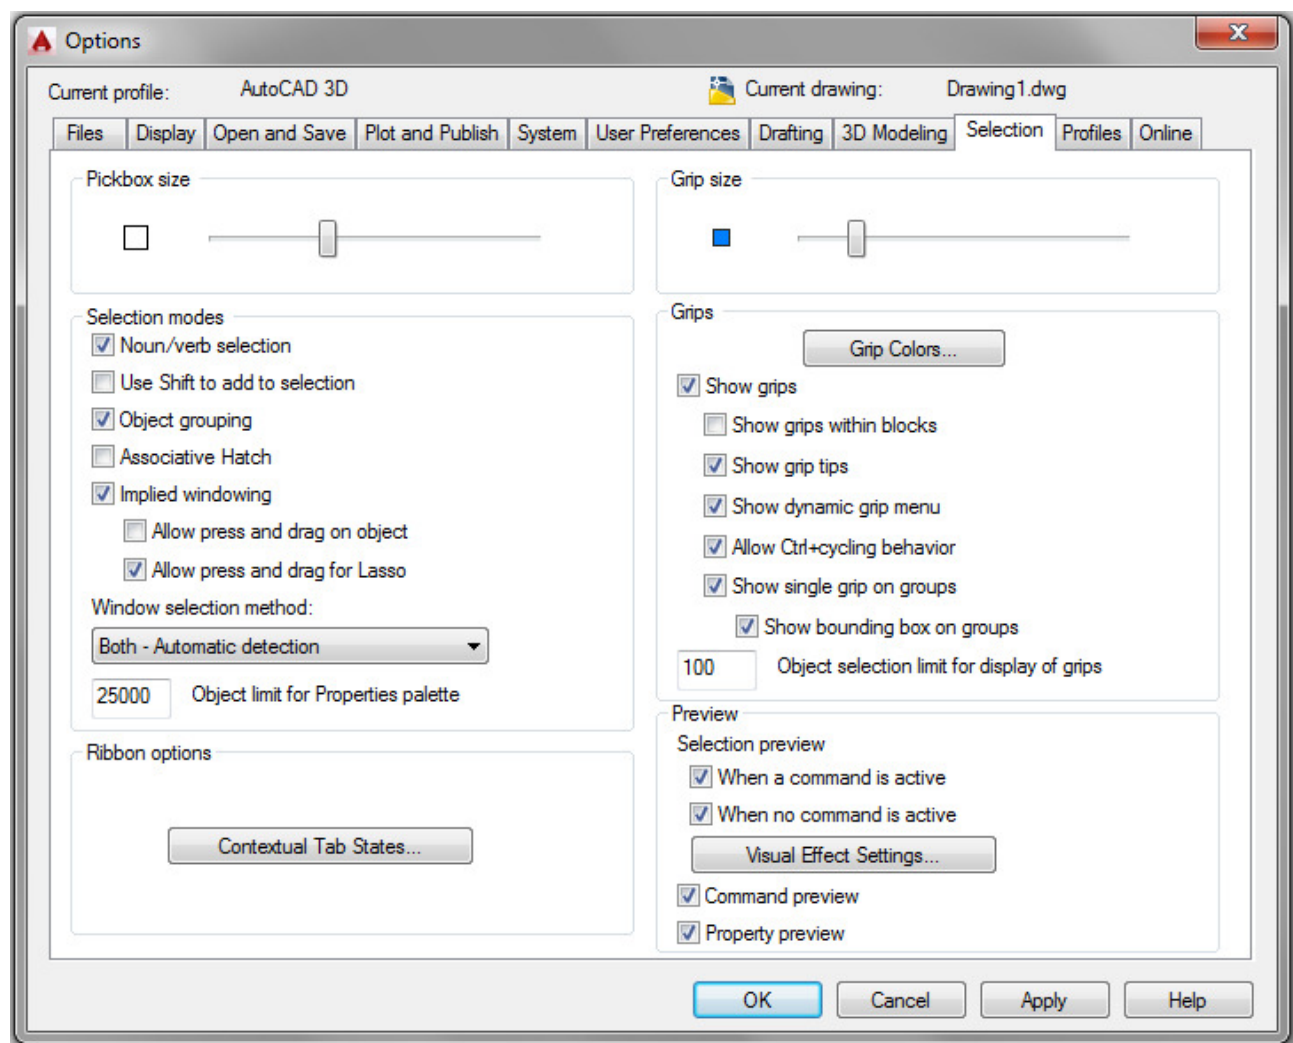 Options
Current profile: AutoCAD 3D Current drawing: Drawing1.dwg
Files Display Open and Save Plot and Publish System User Preferences Drafting 3D Modeling Selection Profiles Online
Pickbox size
Selection modes
Noun/verb selection
Use Shift to add to selection
Object grouping
Associative Hatch
Implied windowing
Allow press and drag on object
Allow press and drag for Lasso
Window selection method:
Both - Automatic detection
25000 Object limit for Properties palette
Ribbon options
Contextual Tab States...
Grip size
Grips
Grip Colors...
Show grips
Show grips within blocks
Show grip tips
Show dynamic grip menu
Allow Ctrl+cycling behavior
Show single grip on groups
Show bounding box on groups
100 Object selection limit for display of grips
Preview
Selection preview
When a command is active
When no command is active
Visual Effect Settings...
Command preview
Property preview
OK Cancel Apply Help